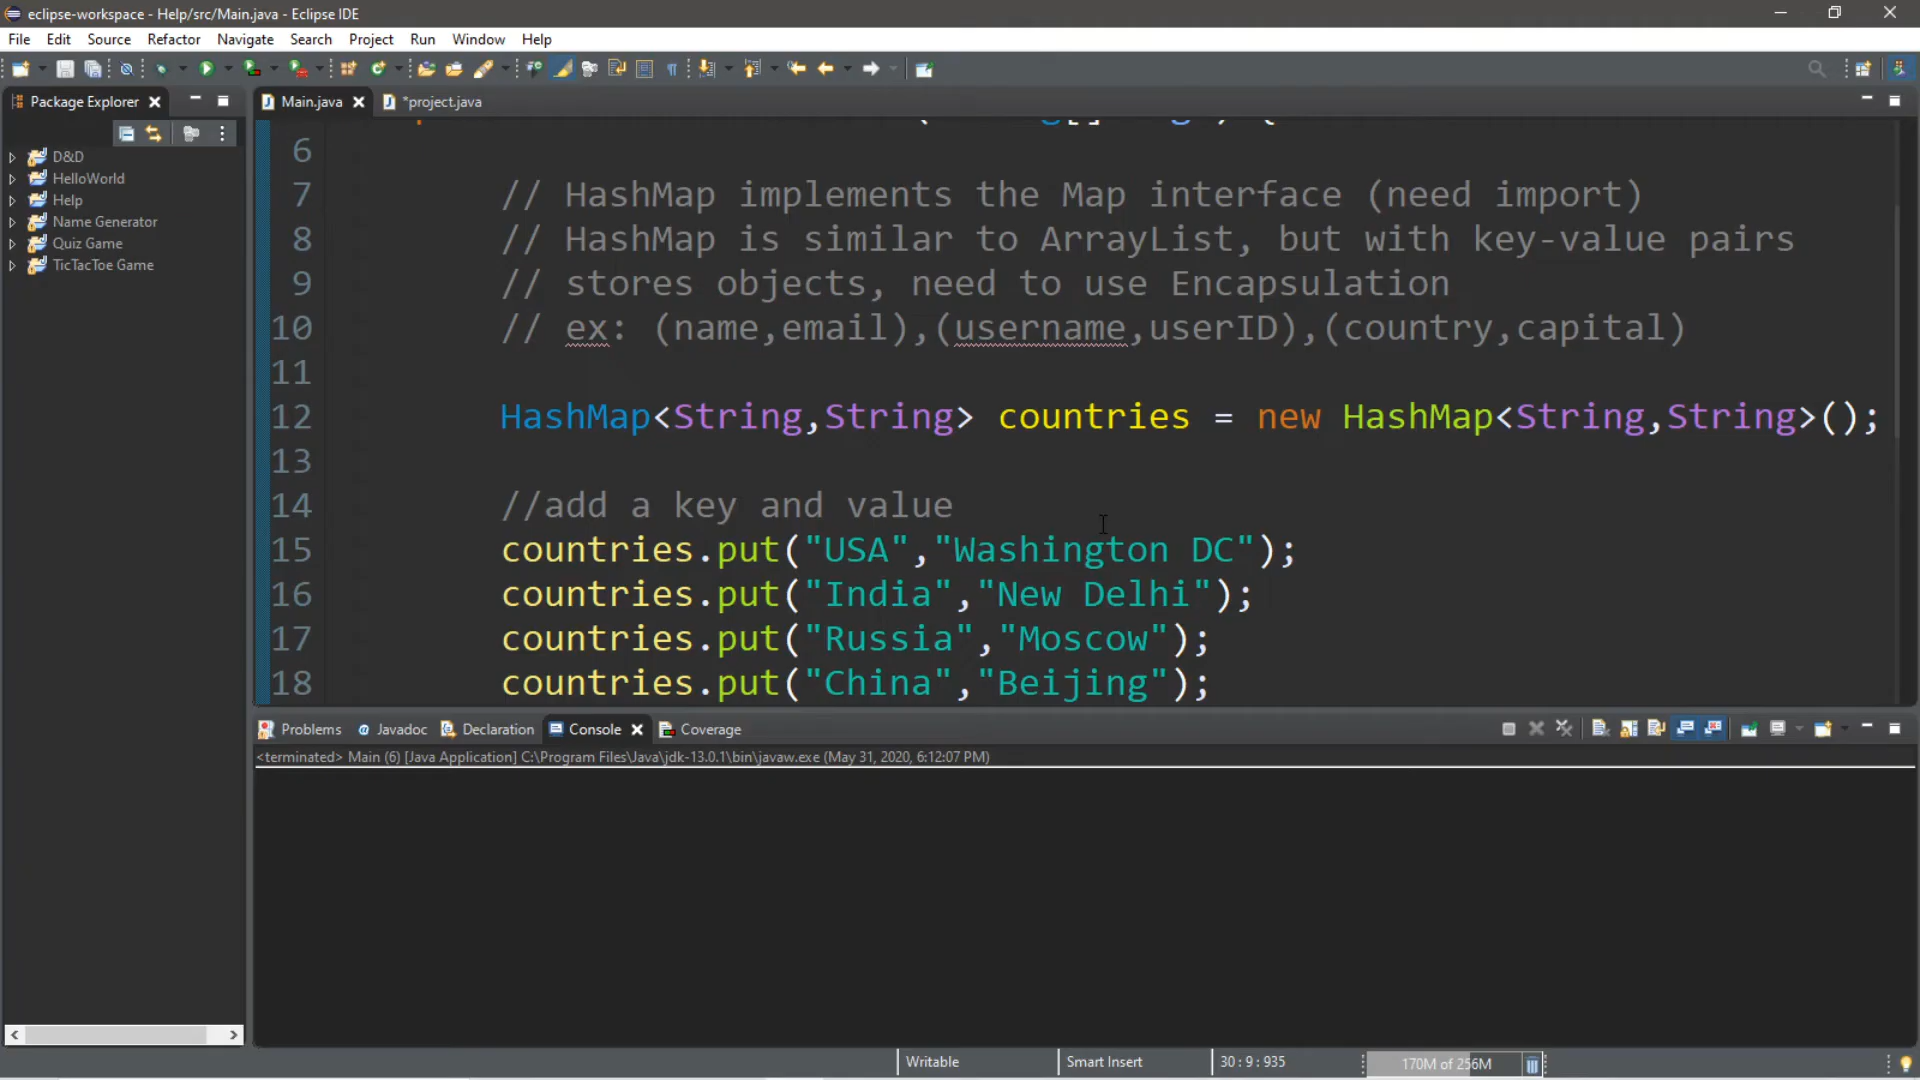 eclipse-workspace - Help/src/Main.java - Eclipse IDE
File Edit Source Refactor Navigate Search Project Run Window Help
Package Explorer
D&D
HelloWorld
Help
Name Generator
Quiz Game
TicTacToe Game
Main.java *project.java
6
7 // HashMap implements the Map interface (need import)
8 // HashMap is similar to ArrayList, but with key-value pairs
9 // stores objects, need to use Encapsulation
10 // ex: (name,email),(username,userID),(country,capital)
11
12 HashMap<String,String> countries = new HashMap<String,String>();
13
14 //add a key and value
15 countries.put("USA","Washington DC");
16 countries.put("India","New Delhi");
17 countries.put("Russia","Moscow");
18 countries.put("China","Beijing");
Problems Javadoc Declaration Console Coverage
<terminated> Main (6) [Java Application] C:\Program Files\Java\jdk-13.0.1\bin\javaw.exe (May 31, 2020, 6:12:07 PM)
Writable Smart Insert 30 : 9 : 935 170M of 256M